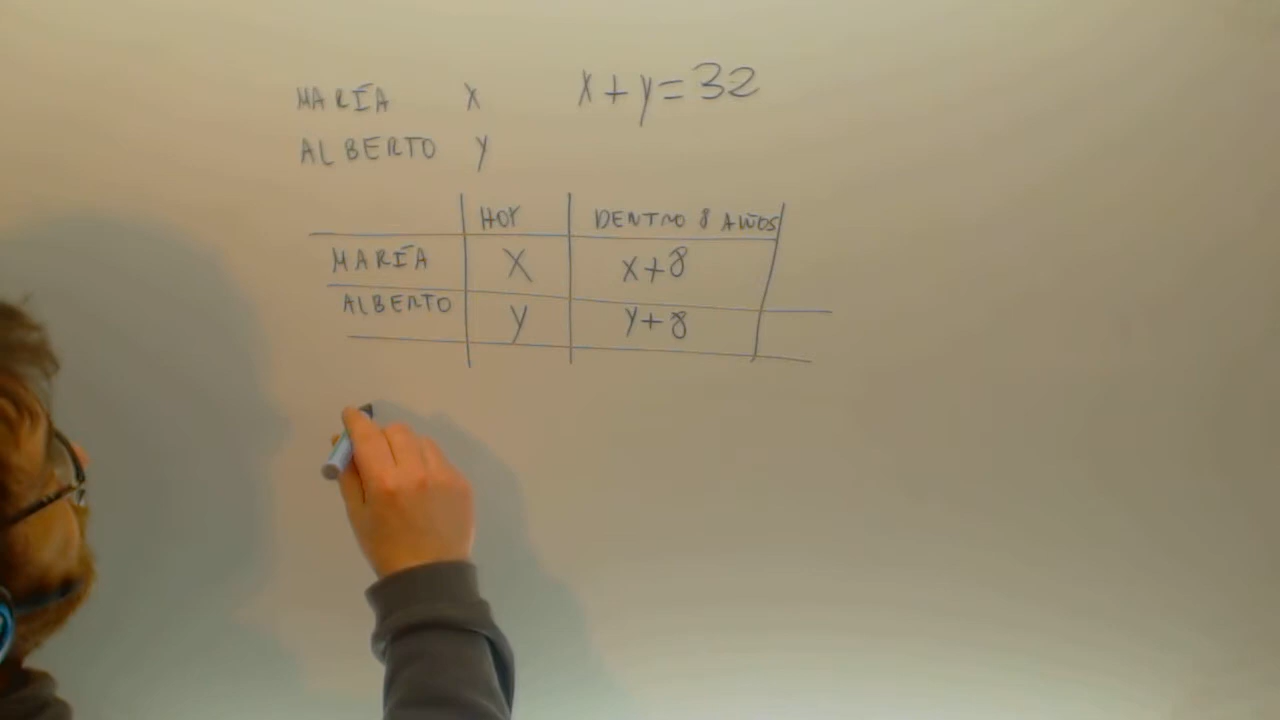 MARÍA X X+Y=32
ALBERTO Y
HOY DENTRO 8 AÑOS
MARÍA X X+8
ALBERTO Y Y+8